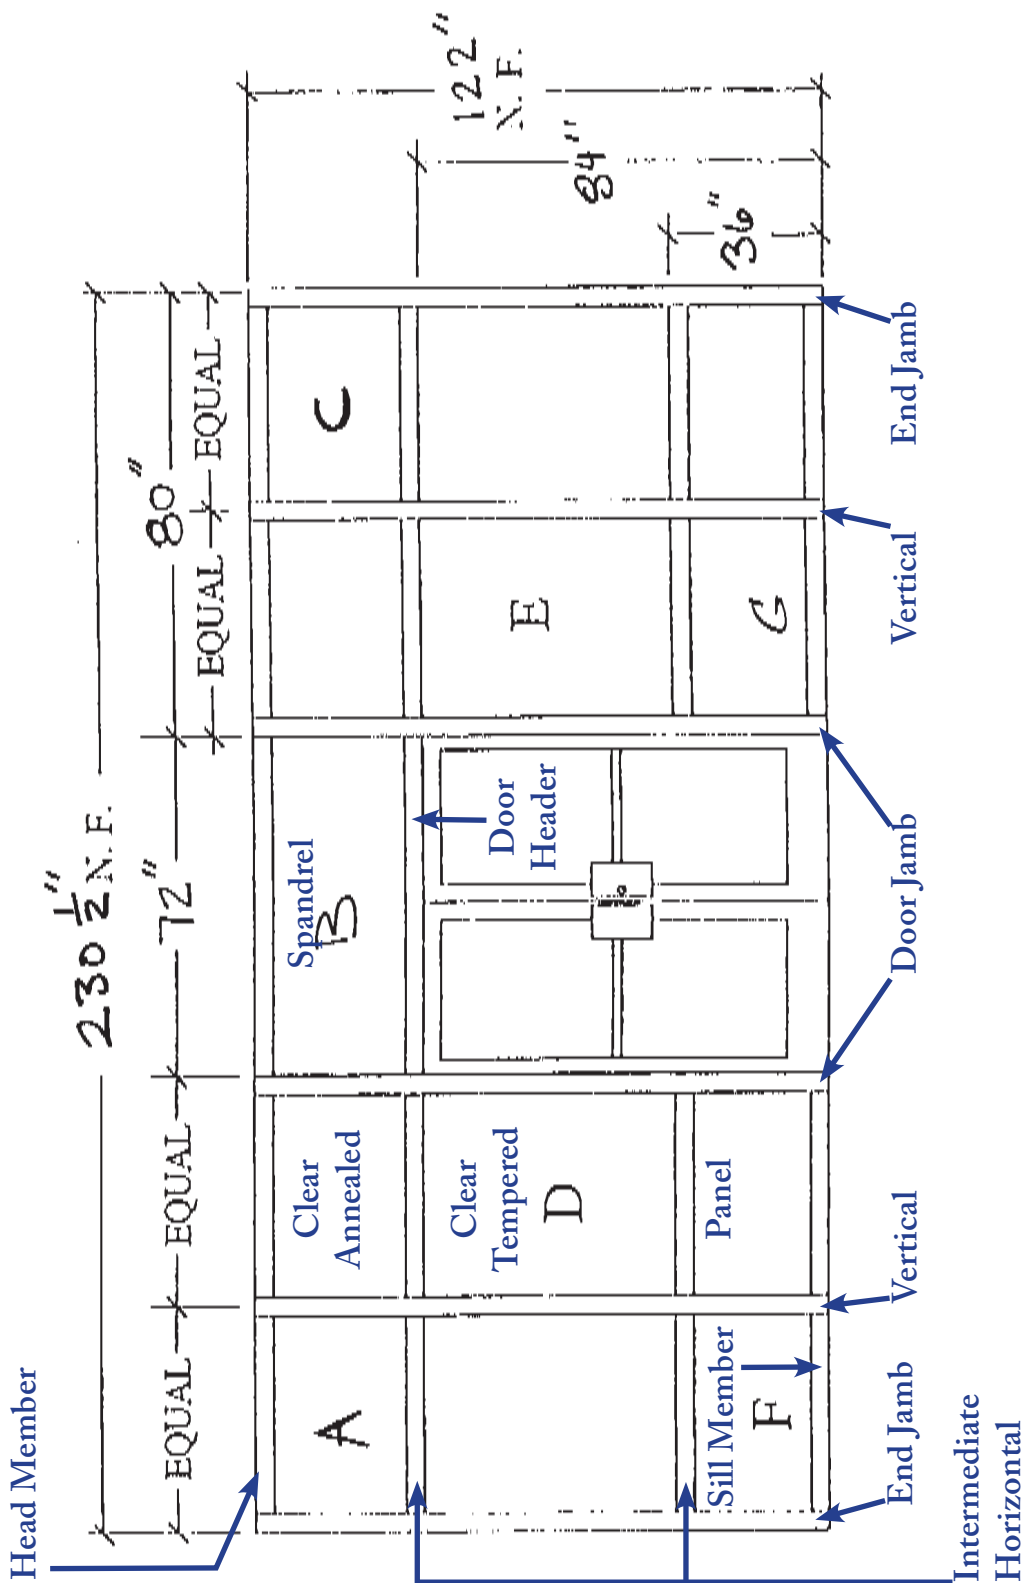 230 1/2" N. F.
72"
80"
EQUAL
EQUAL
EQUAL
EQUAL
122"
N. F.
84"
36"
Head Member
A
Clear
Annealed
Spandrel
B
C
Door
Header
Clear
Tempered
D
E
Panel
Sill Member
F
G
End Jamb
Vertical
Door Jamb
Vertical
End Jamb
Intermediate
Horizontal